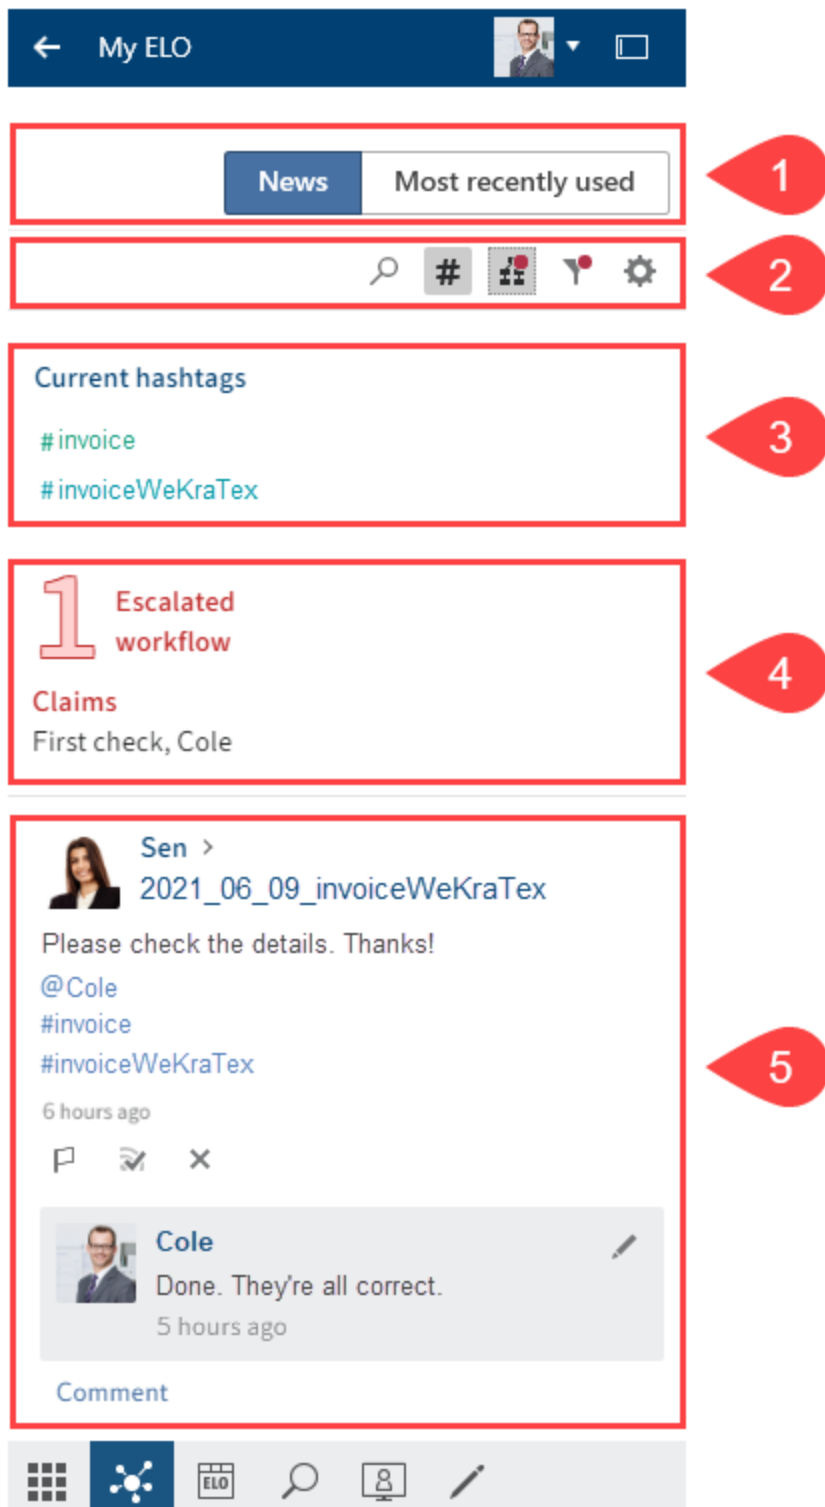 My ELO
News
Most recently used
1
#
2
Current hashtags
#invoice
#invoiceWeKraTex
3
1
Escalated
workflow
Claims
First check, Cole
4
Sen >
2021_06_09_invoiceWeKraTex
Please check the details. Thanks!
@Cole
#invoice
#invoiceWeKraTex
6 hours ago
5
Cole
Done. They're all correct.
5 hours ago
Comment
ELO